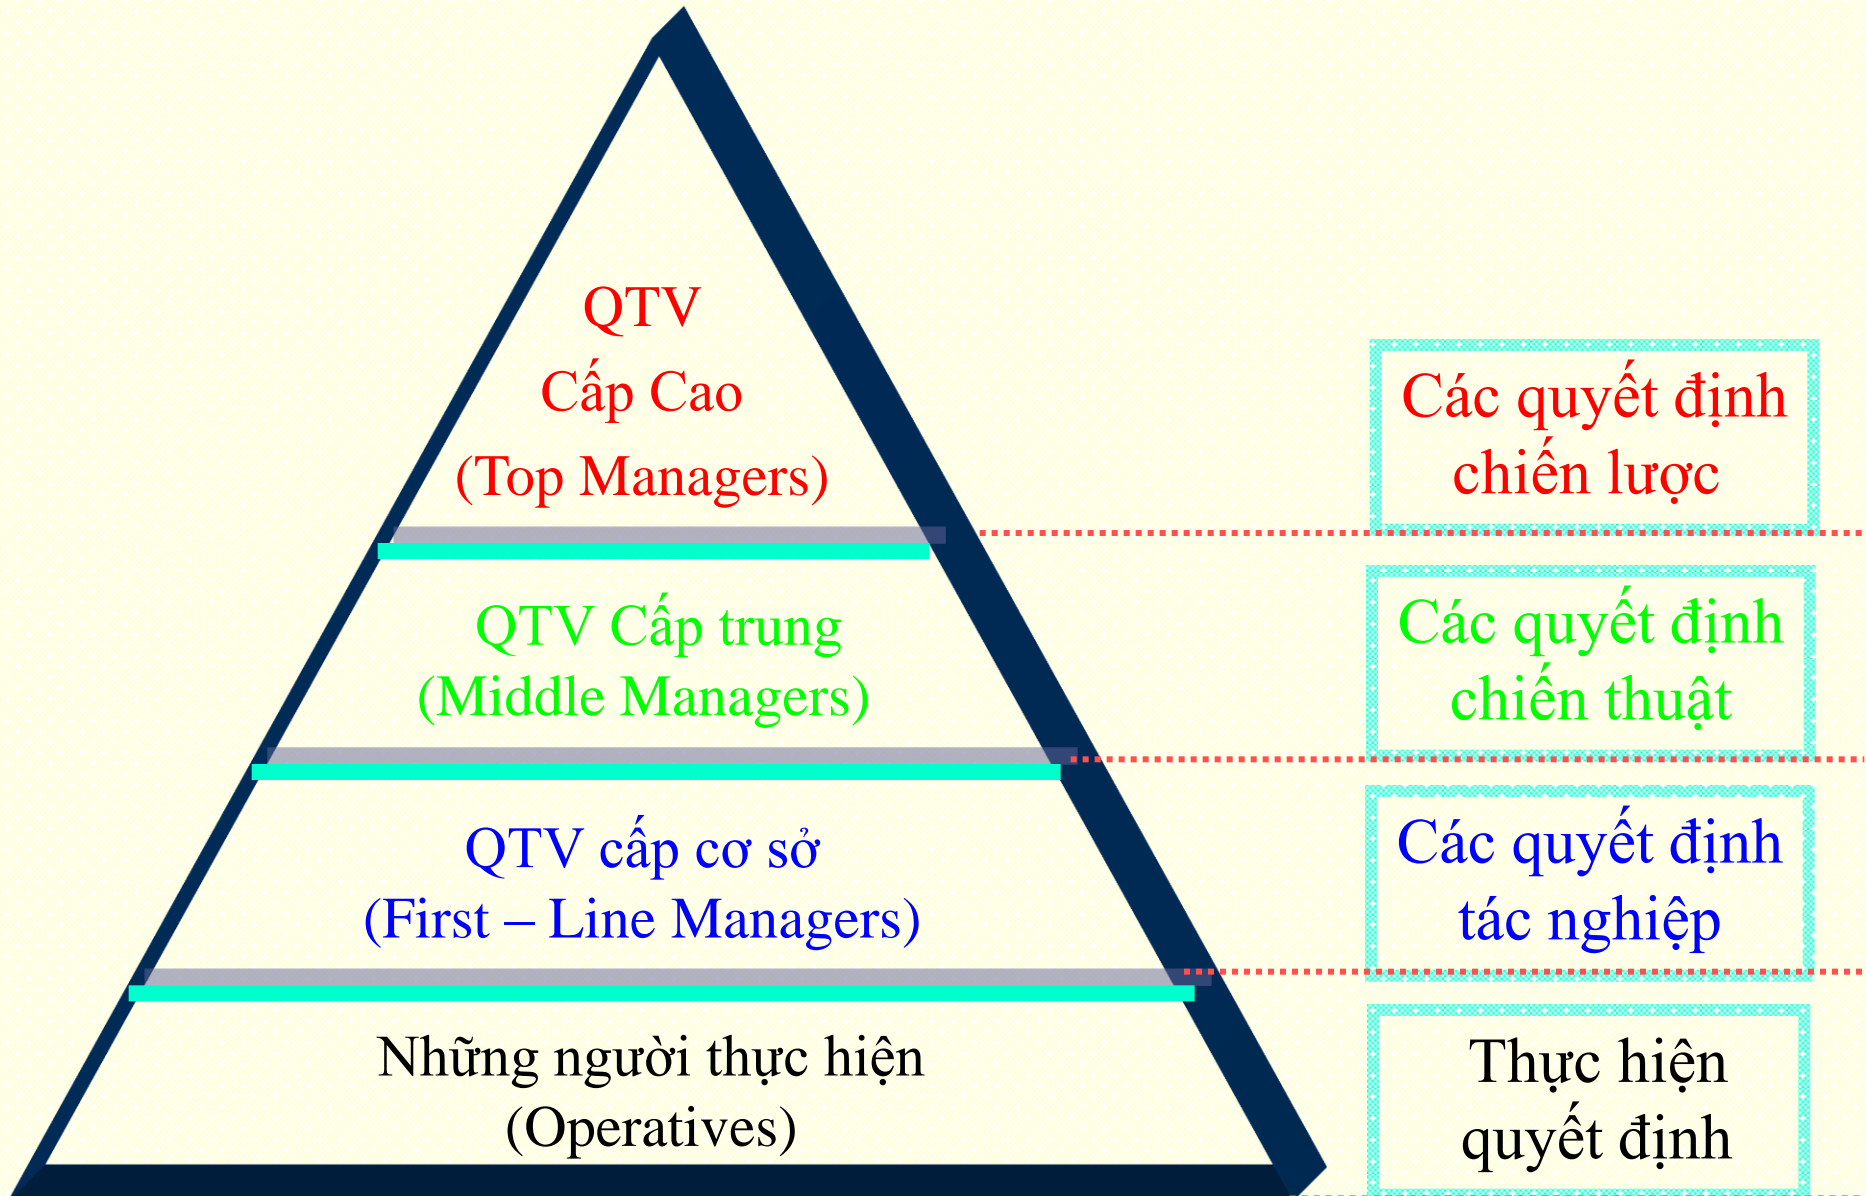 QTV
Cấp Cao
(Top Managers)
Các quyết định
chiến lược
QTV Cấp trung
(Middle Managers)
Các quyết định
chiến thuật
QTV cấp cơ sở
(First – Line Managers)
Các quyết định
tác nghiệp
Những người thực hiện
(Operatives)
Thực hiện
quyết định